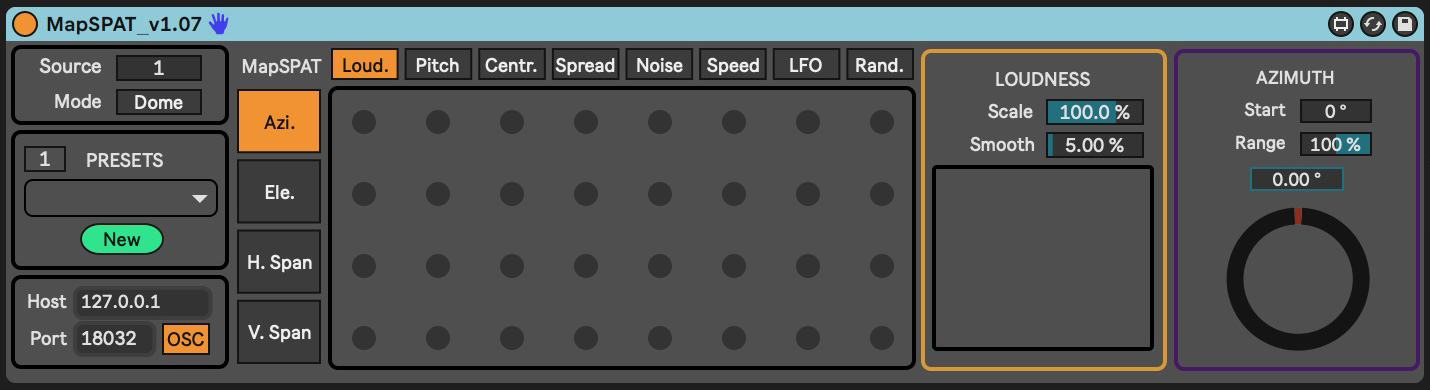 MapSPAT_v1.07
Source 1
Mode Dome
1 PRESETS
New
Host 127.0.0.1
Port 18032 OSC
MapSPAT Loud. Pitch Centr. Spread Noise Speed LFO Rand.
Azi.
Ele.
H. Span
V. Span
LOUDNESS
Scale 100.0 %
Smooth 5.00 %
AZIMUTH
Start 0 °
Range 100 %
0.00 °